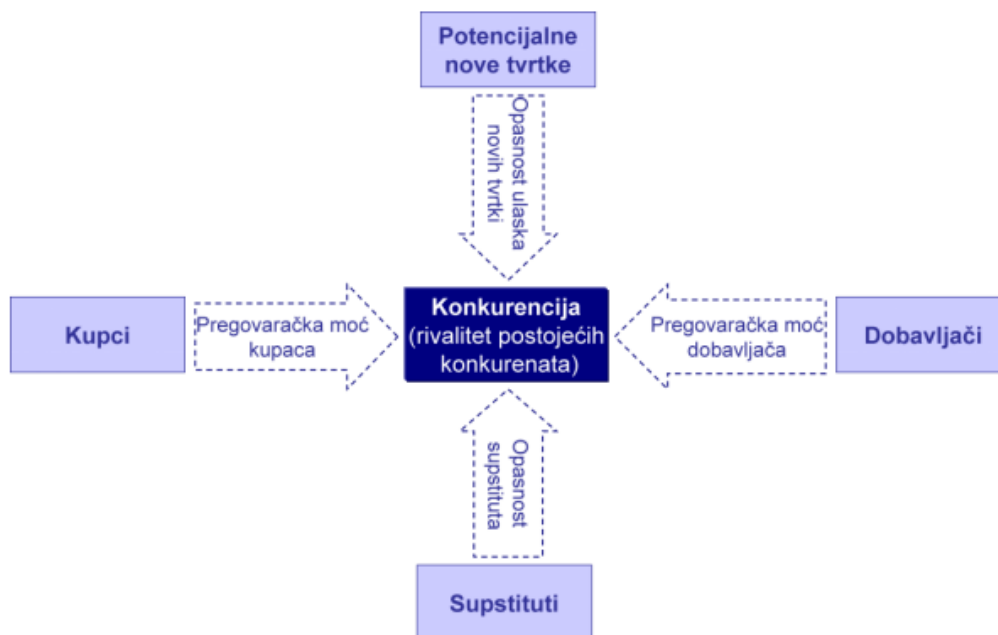 Potencijalne
nove tvrtke
Opasnost ulaska
novih tvrtki
Kupci
Pregovaračka moć
kupaca
Konkurencija
(rivalitet postojećih
konkurenata)
Pregovaračka moć
dobavljača
Dobavljači
Opasnost
supstituta
Supstituti